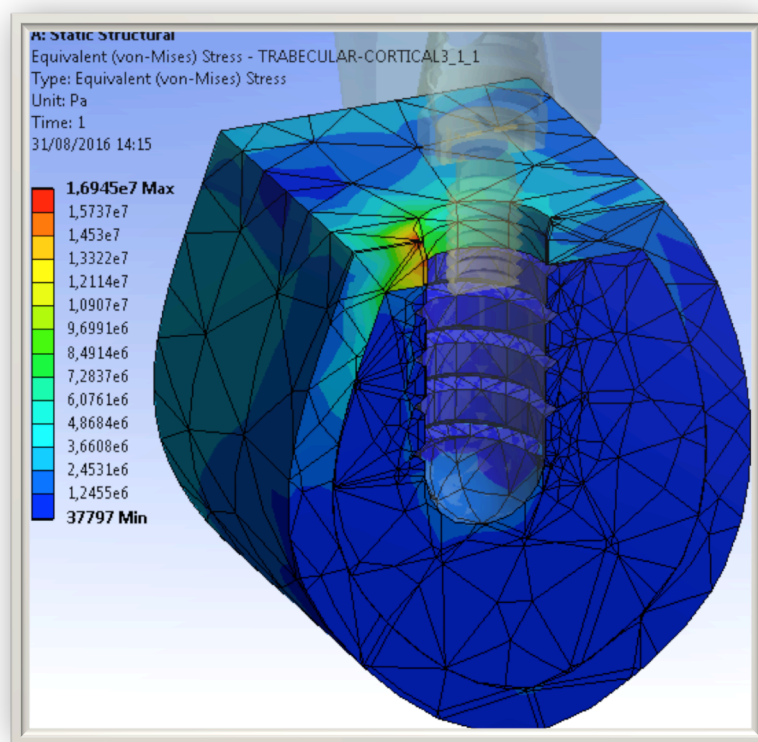 A: Static Structural
Equivalent (von-Mises) Stress - TRABECULAR-CORTICAL3_1_1
Type: Equivalent (von-Mises) Stress
Unit: Pa
Time: 1
31/08/2016 14:15
1,6945e7 Max
1,5737e7
1,453e7
1,3322e7
1,2114e7
1,0907e7
9,6991e6
8,4914e6
7,2837e6
6,0761e6
4,8684e6
3,6608e6
2,4531e6
1,2455e6
37797 Min